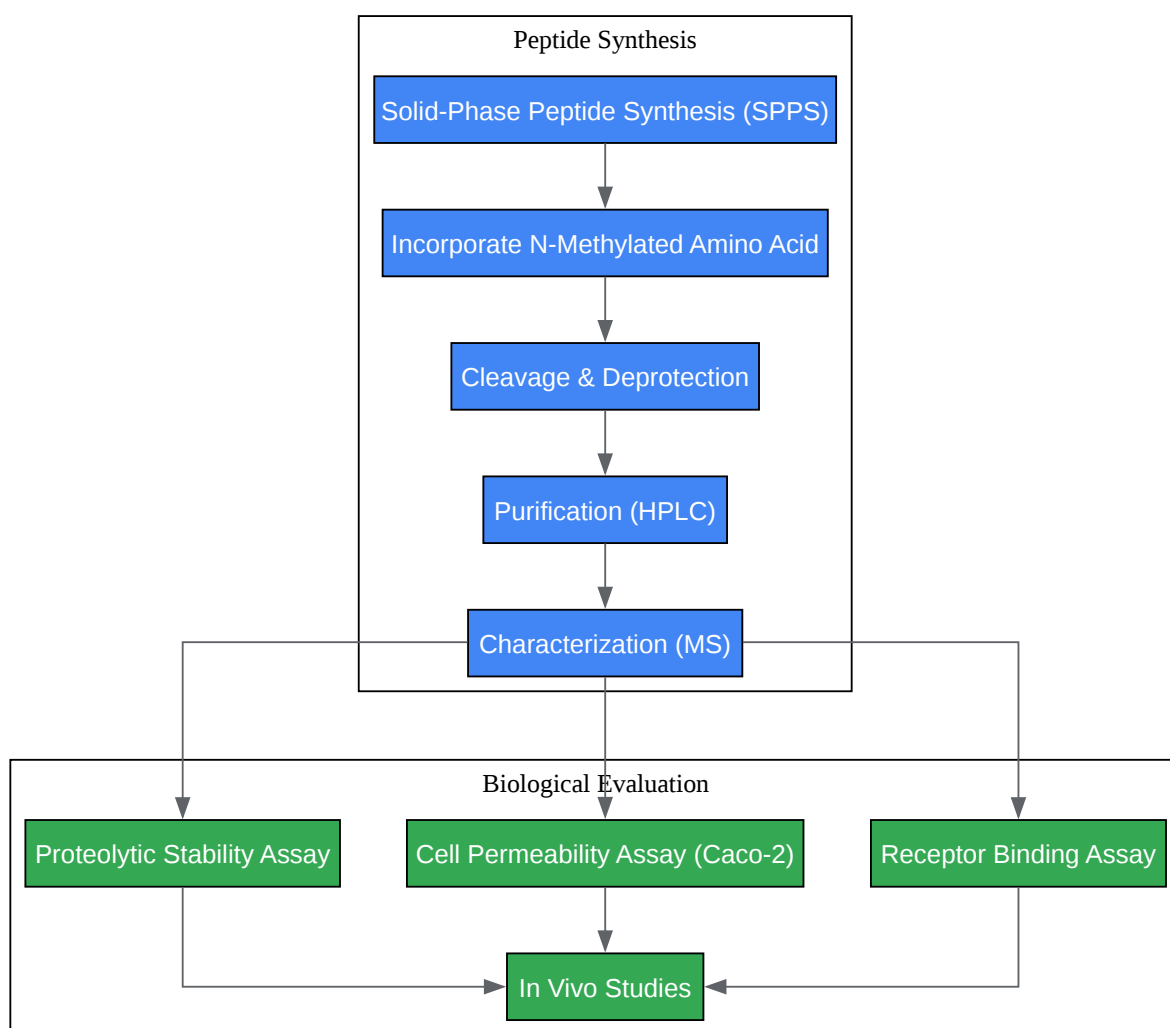 Peptide Synthesis
Solid-Phase Peptide Synthesis (SPPS)
Incorporate N-Methylated Amino Acid
Cleavage & Deprotection
Purification (HPLC)
Characterization (MS)
Biological Evaluation
Proteolytic Stability Assay
Cell Permeability Assay (Caco-2)
Receptor Binding Assay
In Vivo Studies